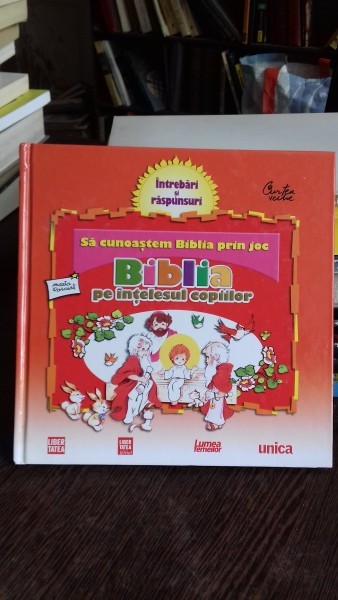 Întrebări
și
răspunsuri
Curtea
veche
Să cunoaștem Biblia prin joc
Biblia
pe înțelesul copiilor
LIBER
TATEA
LIBER
TATEA
Lumea
femeilor
unica